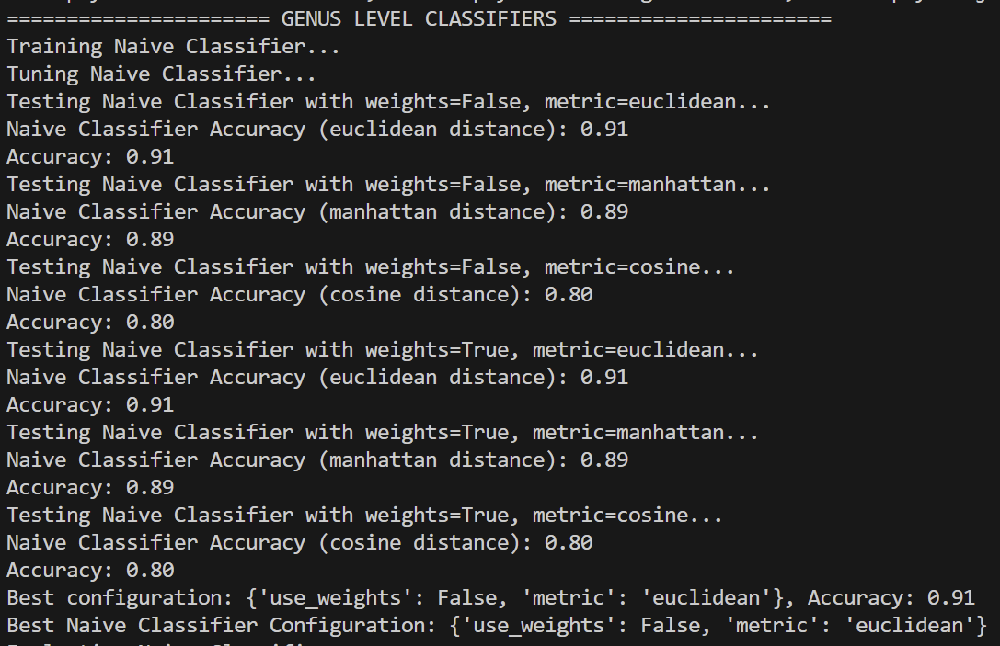 ====================== GENUS LEVEL CLASSIFIERS ======================
Training Naive Classifier...
Tuning Naive Classifier...
Testing Naive Classifier with weights=False, metric=euclidean...
Naive Classifier Accuracy (euclidean distance): 0.91
Accuracy: 0.91
Testing Naive Classifier with weights=False, metric=manhattan...
Naive Classifier Accuracy (manhattan distance): 0.89
Accuracy: 0.89
Testing Naive Classifier with weights=False, metric=cosine...
Naive Classifier Accuracy (cosine distance): 0.80
Accuracy: 0.80
Testing Naive Classifier with weights=True, metric=euclidean...
Naive Classifier Accuracy (euclidean distance): 0.91
Accuracy: 0.91
Testing Naive Classifier with weights=True, metric=manhattan...
Naive Classifier Accuracy (manhattan distance): 0.89
Accuracy: 0.89
Testing Naive Classifier with weights=True, metric=cosine...
Naive Classifier Accuracy (cosine distance): 0.80
Accuracy: 0.80
Best configuration: {'use_weights': False, 'metric': 'euclidean'}, Accuracy: 0.91
Best Naive Classifier Configuration: {'use_weights': False, 'metric': 'euclidean'}